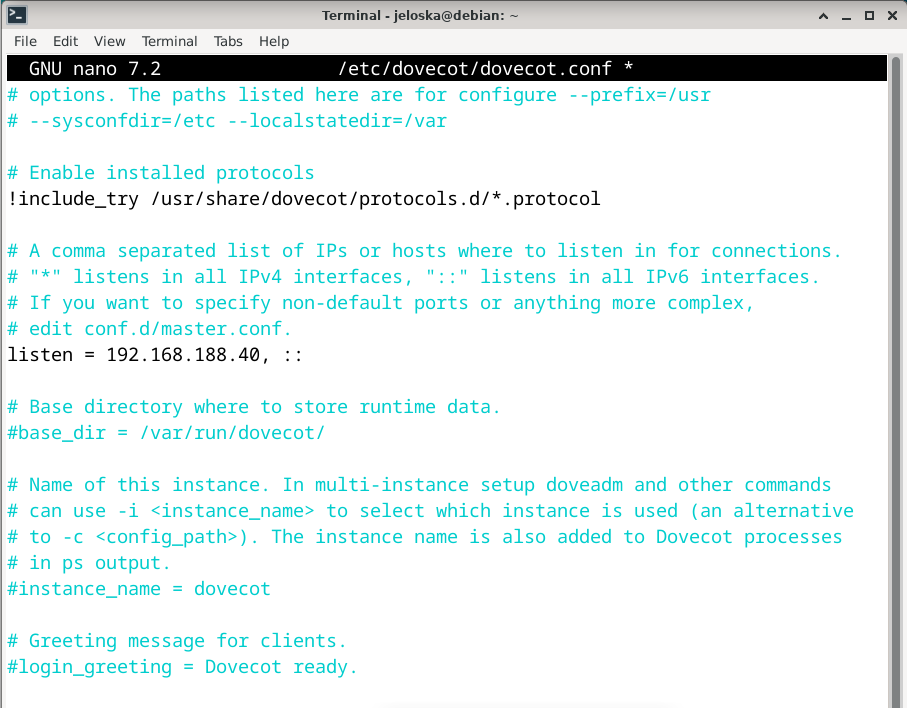 Terminal - jeloska@debian: ~
File Edit View Terminal Tabs Help
GNU nano 7.2 /etc/dovecot/dovecot.conf *
# options. The paths listed here are for configure --prefix=/usr
# --sysconfdir=/etc --localstatedir=/var
# Enable installed protocols
!include_try /usr/share/dovecot/protocols.d/*.protocol
# A comma separated list of IPs or hosts where to listen in for connections.
# "*" listens in all IPv4 interfaces, "::" listens in all IPv6 interfaces.
# If you want to specify non-default ports or anything more complex,
# edit conf.d/master.conf.
listen = 192.168.188.40, ::
# Base directory where to store runtime data.
#base_dir = /var/run/dovecot/
# Name of this instance. In multi-instance setup doveadm and other commands
# can use -i <instance_name> to select which instance is used (an alternative
# to -c <config_path>). The instance name is also added to Dovecot processes
# in ps output.
#instance_name = dovecot
# Greeting message for clients.
#login_greeting = Dovecot ready.